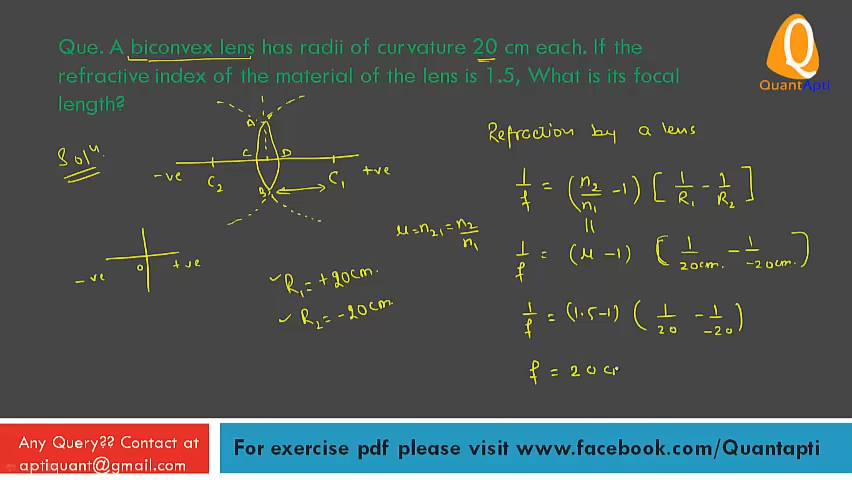 Que. A biconvex lens has radii of curvature 20 cm each. If the
refractive index of the material of the lens is 1.5, What is its focal
length?
Q
QuantApti
Solⁿ.
A
C D
-ve +ve
C₂ B C₁
Refraction by a lens
1/f = (n₂/n₁ -1) [1/R₁ - 1/R₂]
||
μ = n₂₁ = n₂/n₁
1/f = (μ -1) [1/20cm. - 1/-20cm.]
-ve O +ve
✓ R₁ = +20cm.
✓ R₂ = -20cm.
1/f = (1.5-1) (1/20 - 1/-20)
f = 20 c
Any Query?? Contact at
aptiquant@gmail.com
For exercise pdf please visit www.facebook.com/Quantapti